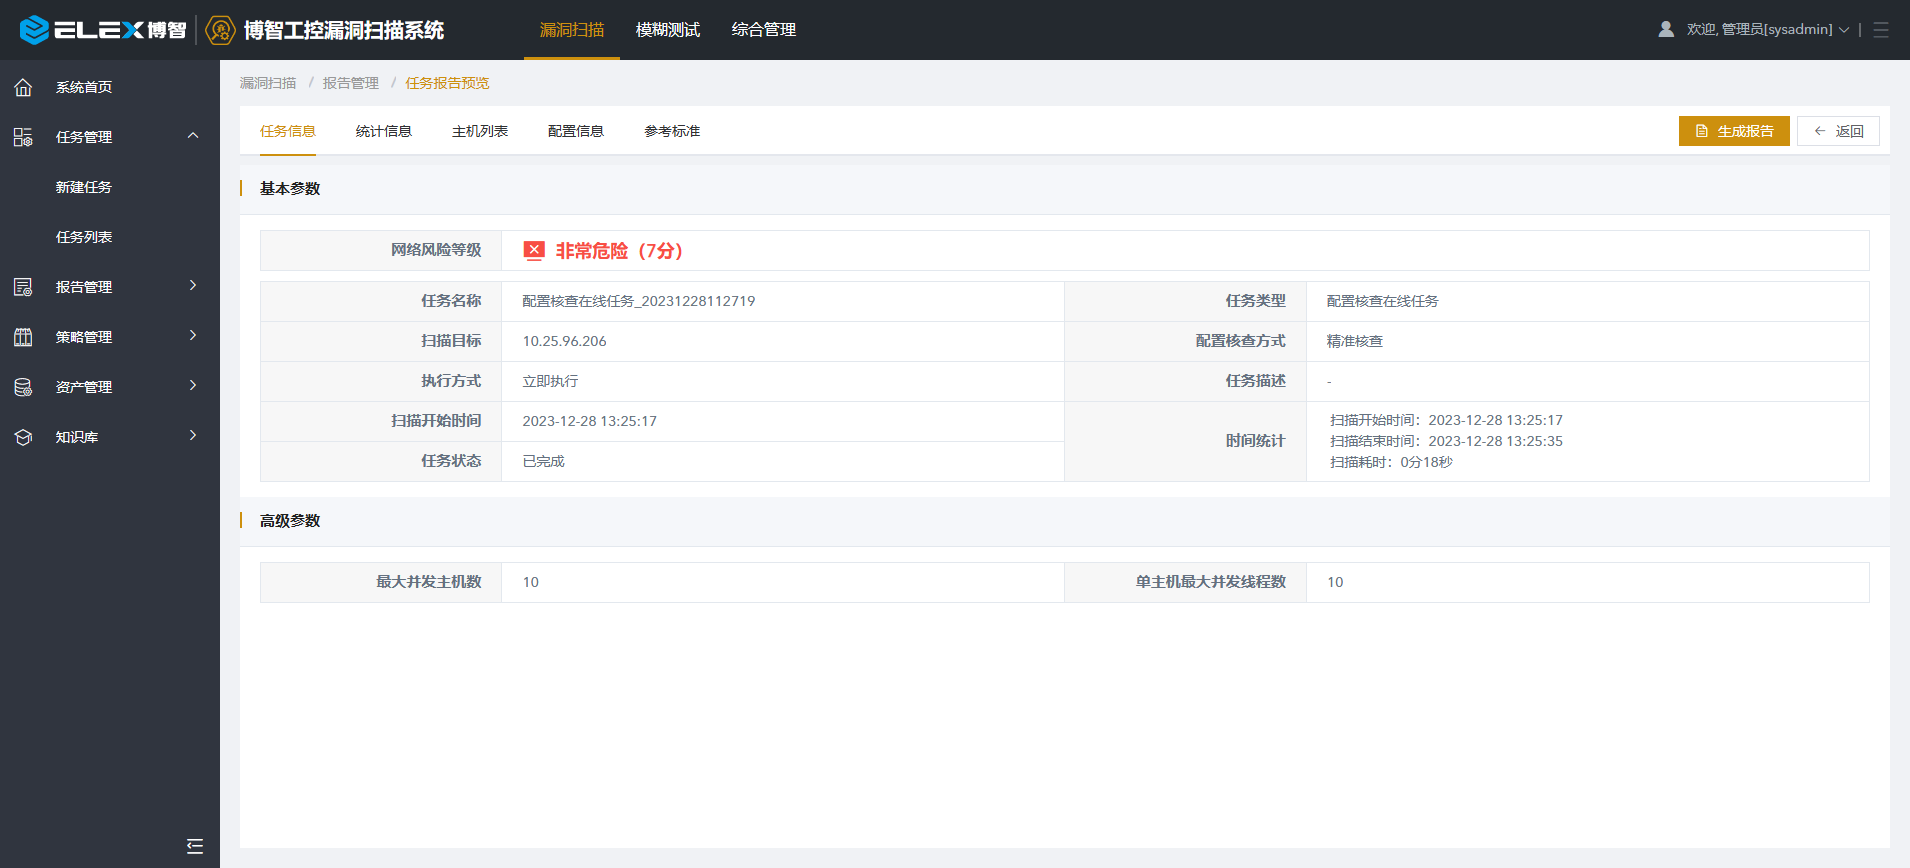 ELEX博智 博智工控漏洞扫描系统 漏洞扫描 模糊测试 综合管理 欢迎, 管理员[sysadmin] |
系统首页
任务管理
新建任务
任务列表
报告管理
策略管理
资产管理
知识库
漏洞扫描 / 报告管理 / 任务报告预览
任务信息 统计信息 主机列表 配置信息 参考标准 生成报告 返回
基本参数
网络风险等级 非常危险（7分）
任务名称 配置核查在线任务_20231228112719 任务类型 配置核查在线任务
扫描目标 10.25.96.206 配置核查方式 精准核查
执行方式 立即执行 任务描述 -
扫描开始时间 2023-12-28 13:25:17
任务状态 已完成
时间统计
扫描开始时间：2023-12-28 13:25:17
扫描结束时间：2023-12-28 13:25:35
扫描耗时：0分18秒
高级参数
最大并发主机数 10 单主机最大并发线程数 10